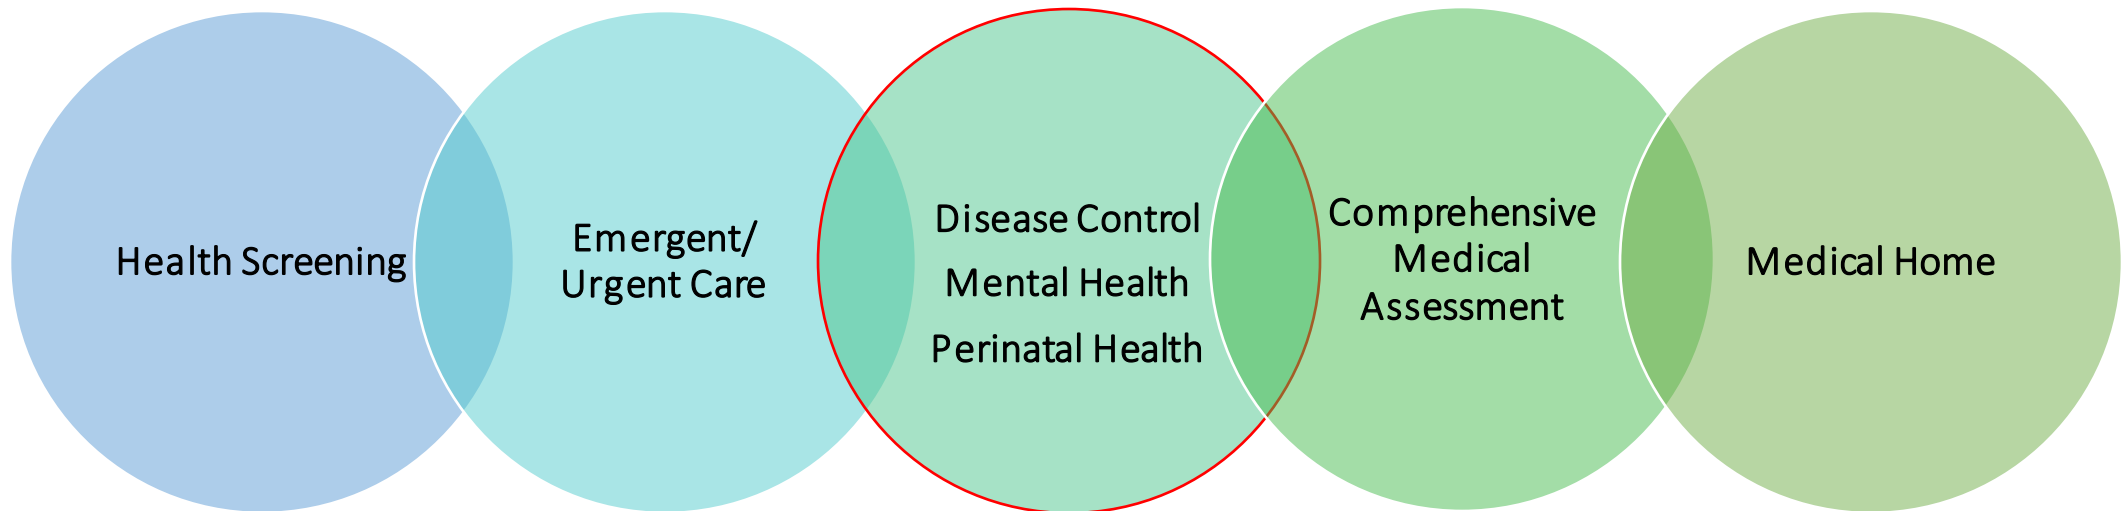 Health Screening
Emergent/
Urgent Care
Disease Control
Mental Health
Perinatal Health
Comprehensive
Medical
Assessment
Medical Home